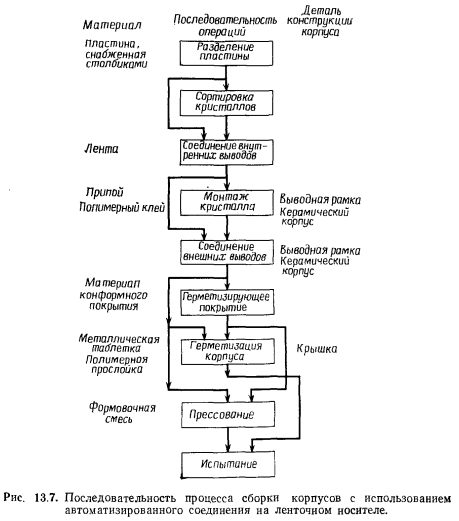 Материал
Последовательность операций
Деталь конструкции корпуса
Пластина, снабженная столбиками
Разделение пластины
Сортировка кристаллов
Лента
Соединение внут-
ренних выводов
Припой
Полимерный клей
Монтаж кристалла
Выводная рамка
Керамический корпус
Соединение внешних выводов
Выводная рамка
Керамический корпус
Материал конформного покрытия
Герметизирующее покрытие
Металлическая таблетка
Полимерная прослойка
Герметизация корпуса
Крышка
Формовочная смесь
Прессование
Испытание
Рис. 13.7. Последовательность процесса сборки корпусов с использованием
автоматизированного соединения на ленточном носителе.